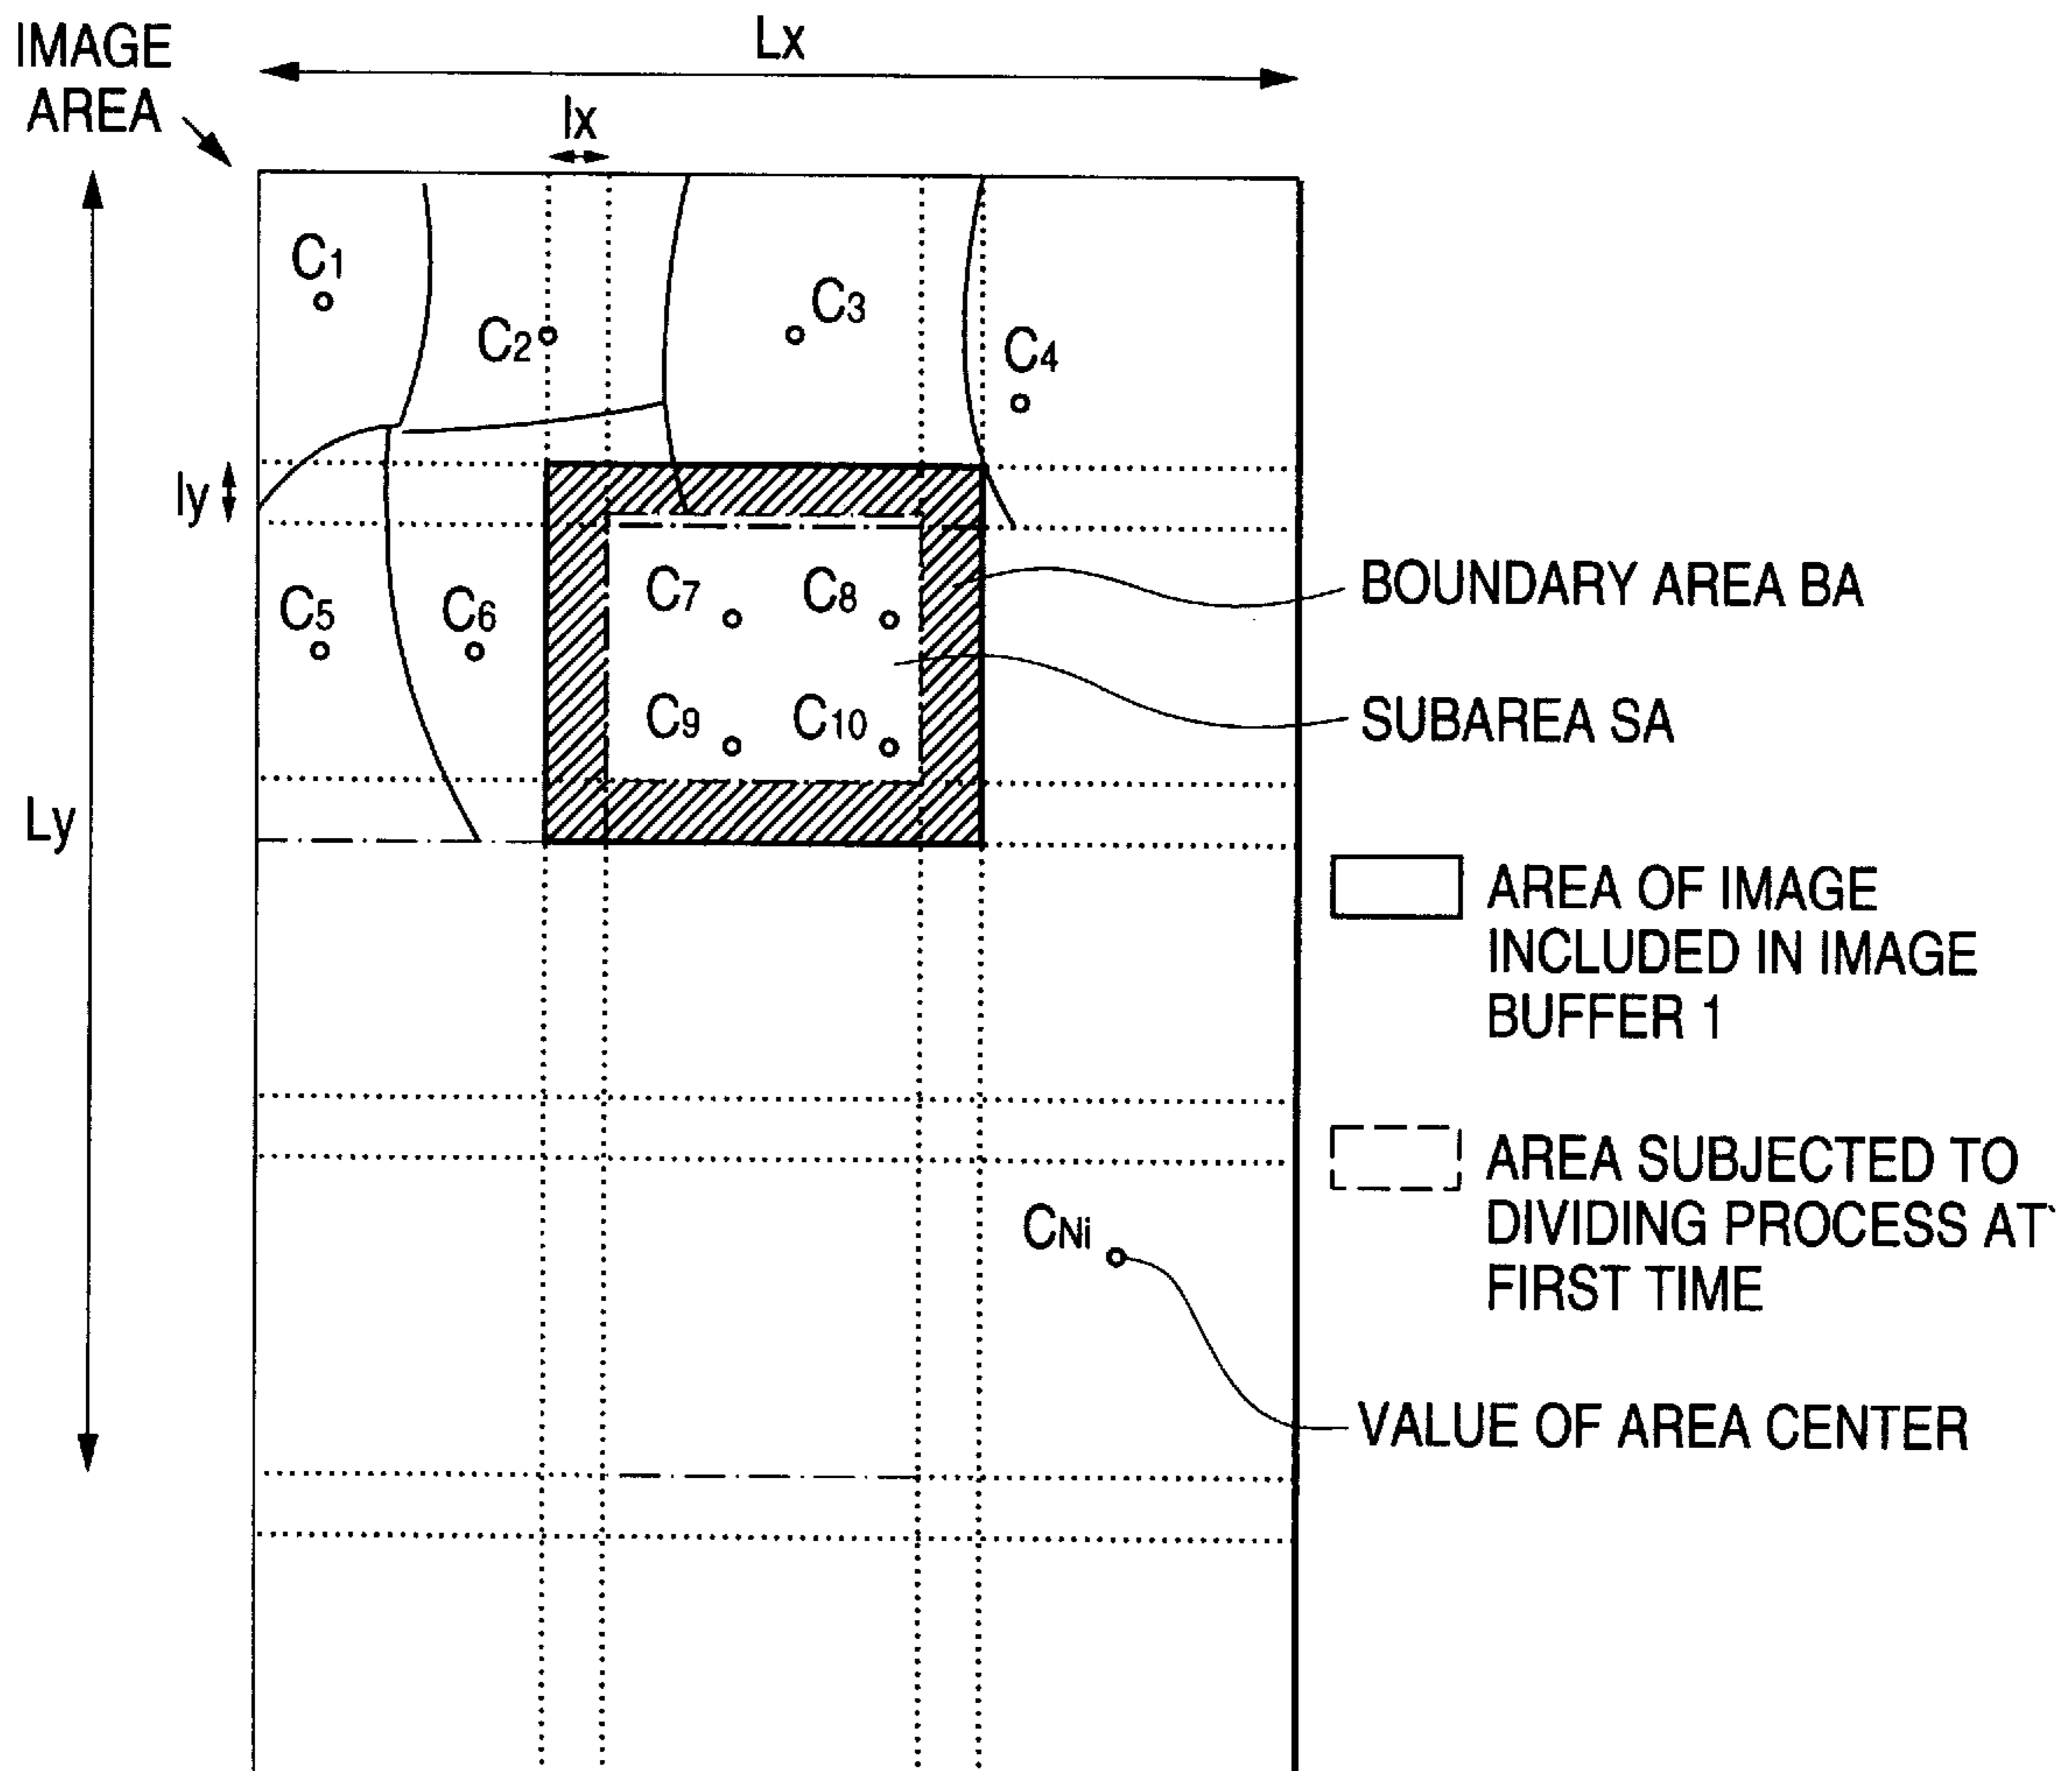 IMAGE
AREA
Lx
lx
C1
C2
C3
C4
ly
C5
C6
C7
C8
C9
C10
BOUNDARY AREA BA
SUBAREA SA
Ly
AREA OF IMAGE
INCLUDED IN IMAGE
BUFFER 1
AREA SUBJECTED TO
DIVIDING PROCESS AT
FIRST TIME
CNi
VALUE OF AREA CENTER